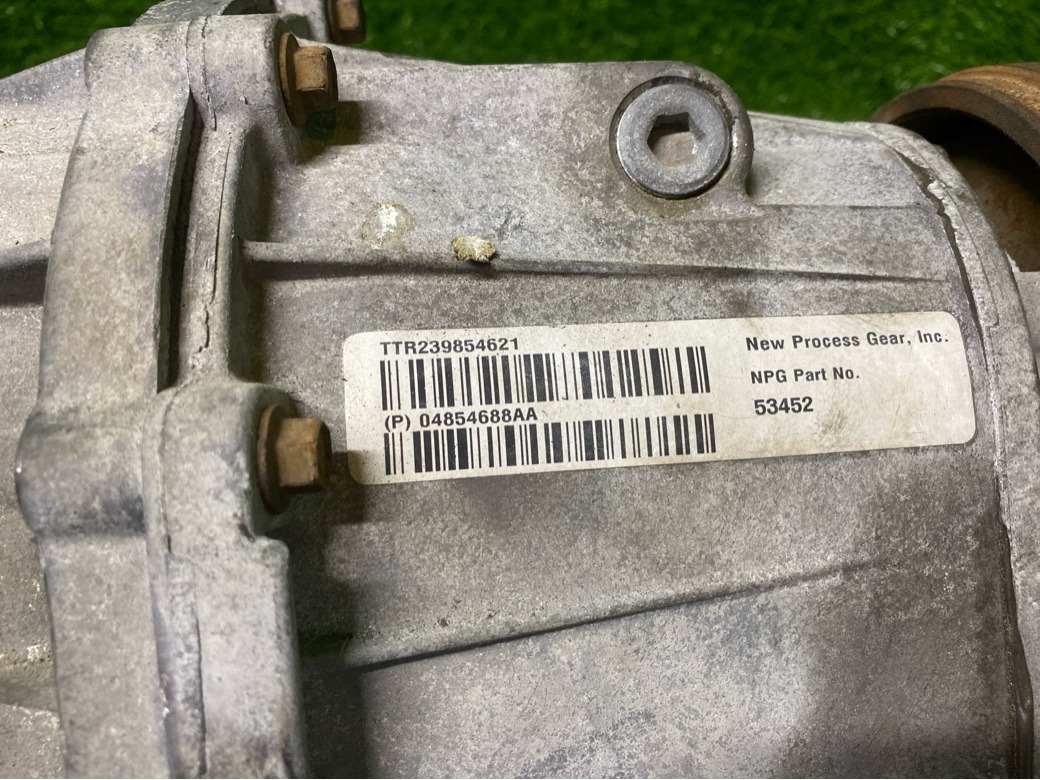 TTR239854621
(P) 04854688AA
New Process Gear, Inc.
NPG Part No.
53452